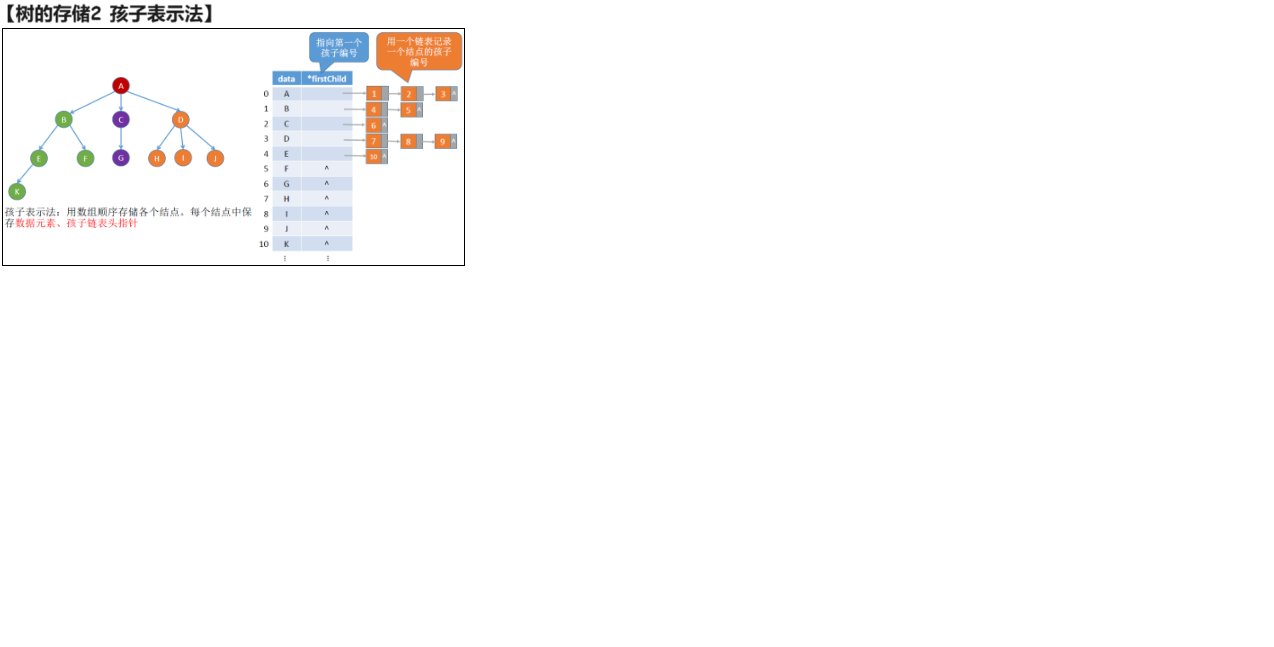 【树的存储2 孩子表示法】
指向第一个
孩子编号
用一个链表记录
一个结点的孩子
编号
data *firstChild
A
B C D
E F G H I J
K
0 A 1 2 3 ^
1 B 4 5 ^
2 C 6 ^
3 D 7 8 9 ^
4 E 10 ^
5 F ^
6 G ^
7 H ^
8 I ^
9 J ^
10 K ^
⋮ ⋮
孩子表示法：用数组顺序存储各个结点。每个结点中保
存数据元素、孩子链表头指针